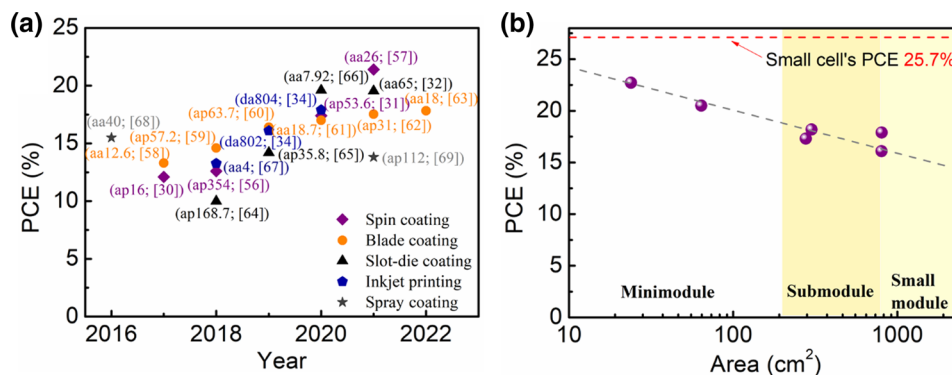 (a)
25
20
15
10
5
0
PCE (%)
2016
2018
2020
2022
Year
(aa26; [57])
(aa7.92; [66])
(aa65; [32])
(da804; [34])
(ap53.6; [31])
(aa18; [63])
(ap63.7; [60])
(aa40; [68])
(ap57.2; [59])
(da802; [34])
(aa18.7; [61])
(ap31; [62])
(aa12.6; [58])
(aa4; [67])
(ap35.8; [65])
(ap112; [69])
(ap16; [30])
(ap354; [56])
(ap168.7; [64])
Spin coating
Blade coating
Slot-die coating
Inkjet printing
Spray coating
(b)
25
20
15
10
5
0
PCE (%)
Small cell's PCE 25.7%
Minimodule
Submodule
Small
module
10
100
1000
Area (cm2)